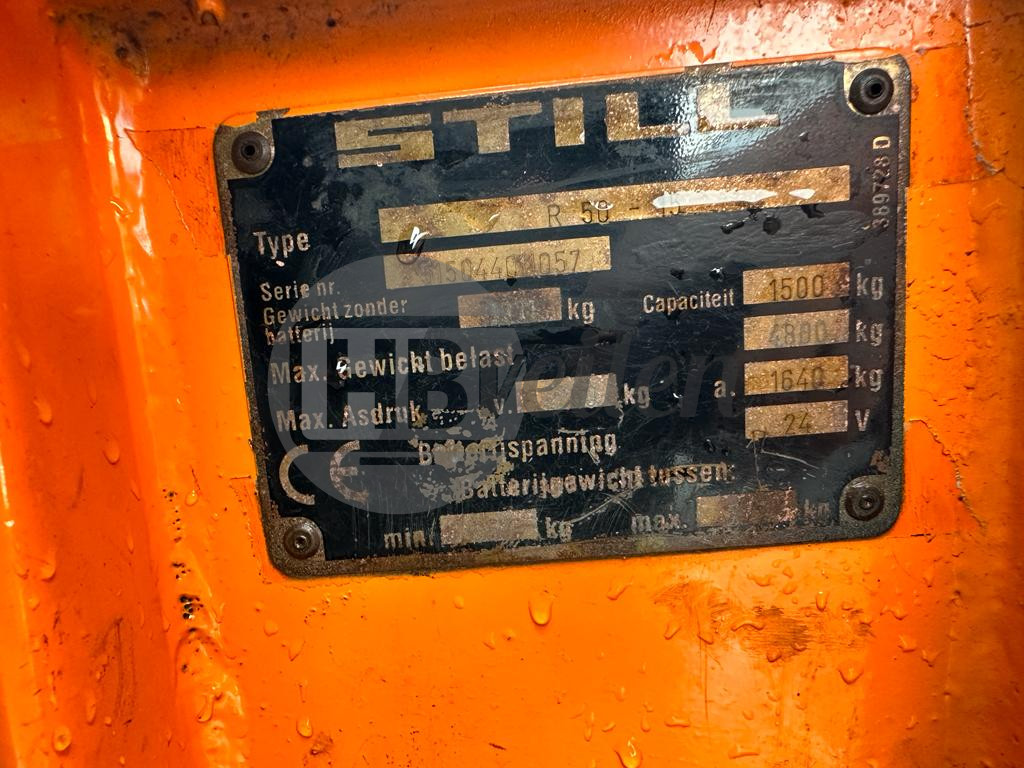 STILL
389728 D
Type R 50 - 15
Serie nr.
Gewicht zonder
batterij kg Capaciteit 1500 kg
Max. Gewicht belast 4800 kg
Max. Asdruk v. kg a. 1640 kg
Batterijspanning 24 V
CE Batterijgewicht tussen:
min. kg max. kg